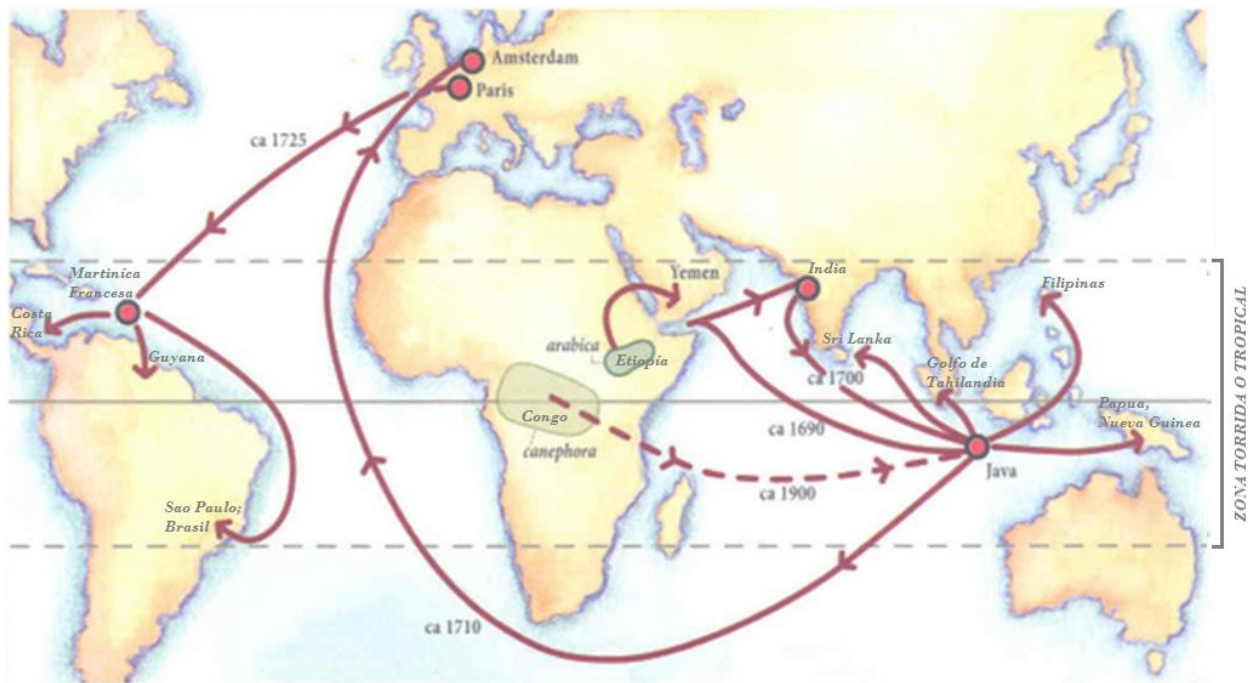 Amsterdam
Paris
ca 1725
Martiníca
Francesa
Costa
Rica
Guyana
Sao Paulo;
Brasil
Yemen
India
Filipinas
arabica
Etiopía
Sri Lanka
ca 1700
Golfo de
Tahilandia
Congo
canephora
ca 1690
Papua,
Nueva Guinea
Java
ca 1900
ca 1710
ZONA TORRIDA O TROPICAL